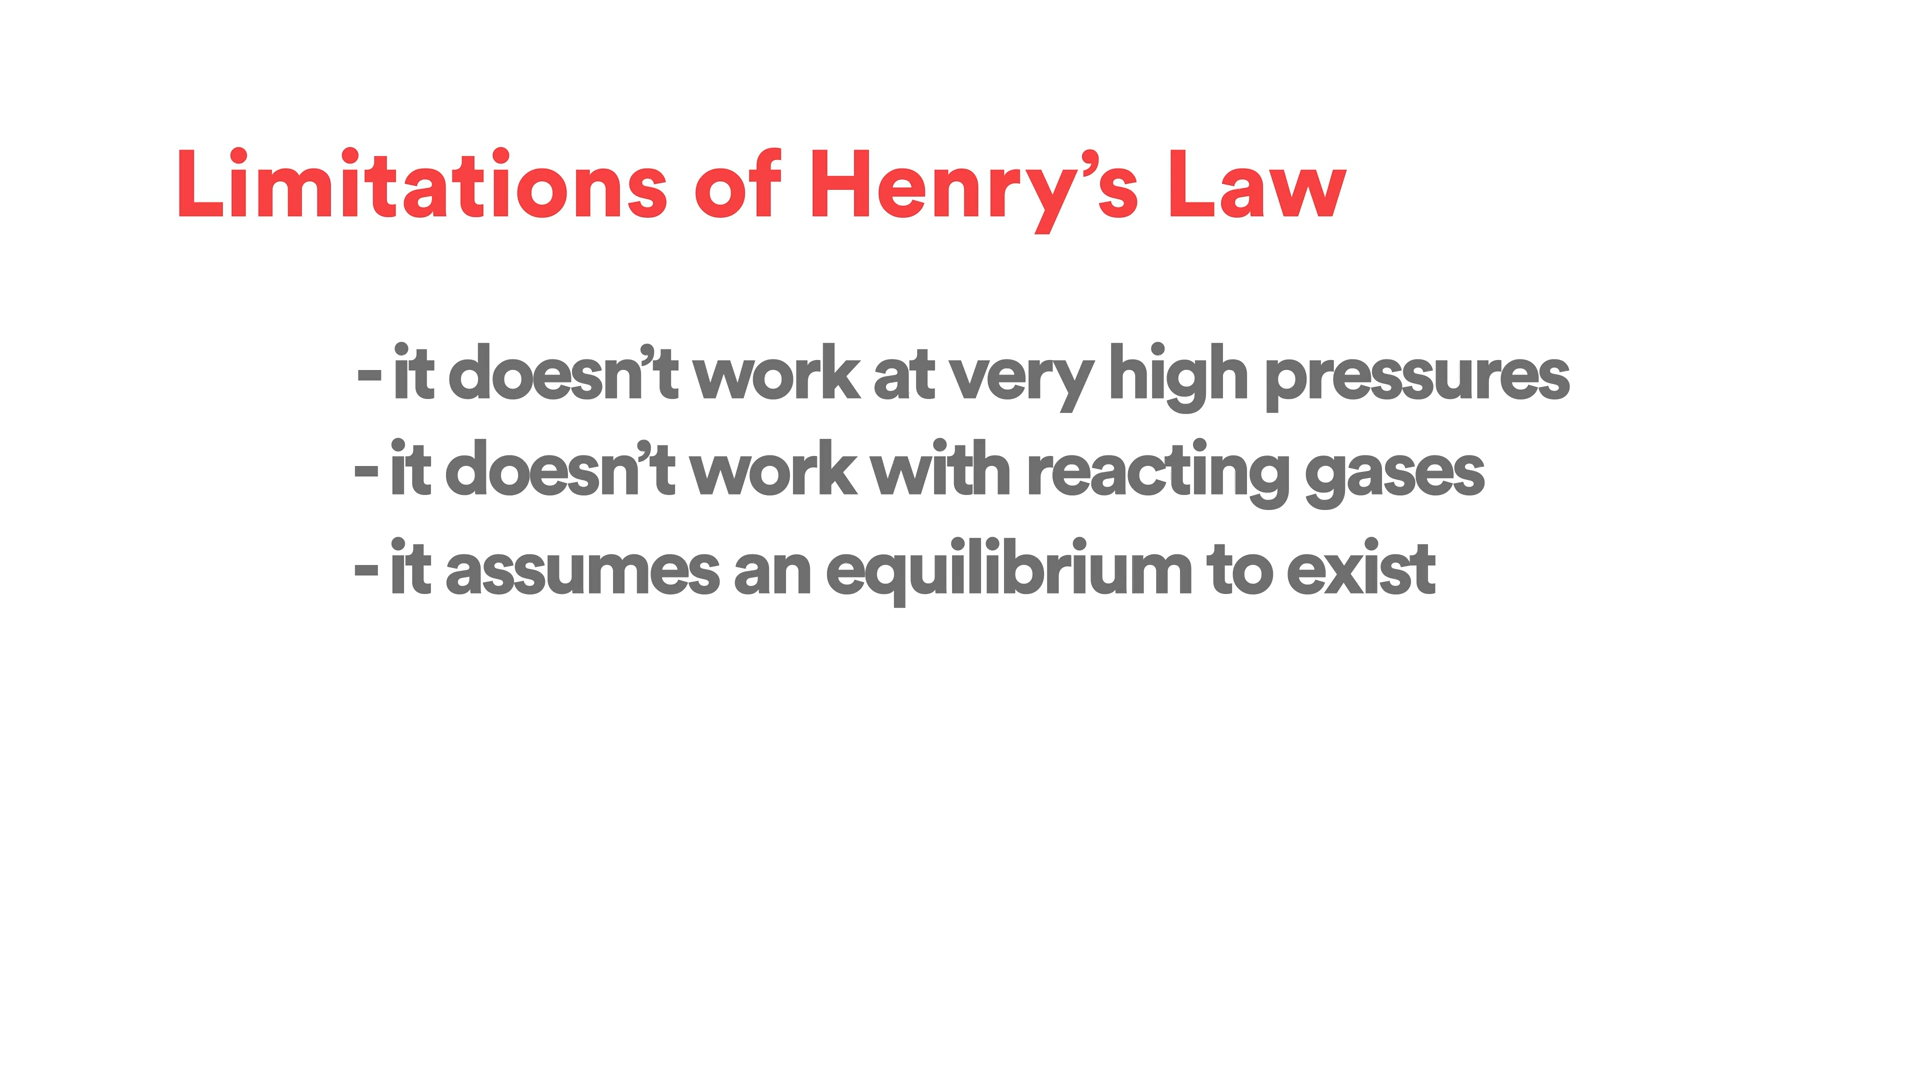 Limitations of Henry’s Law
- it doesn’t work at very high pressures
- it doesn’t work with reacting gases
- it assumes an equilibrium to exist